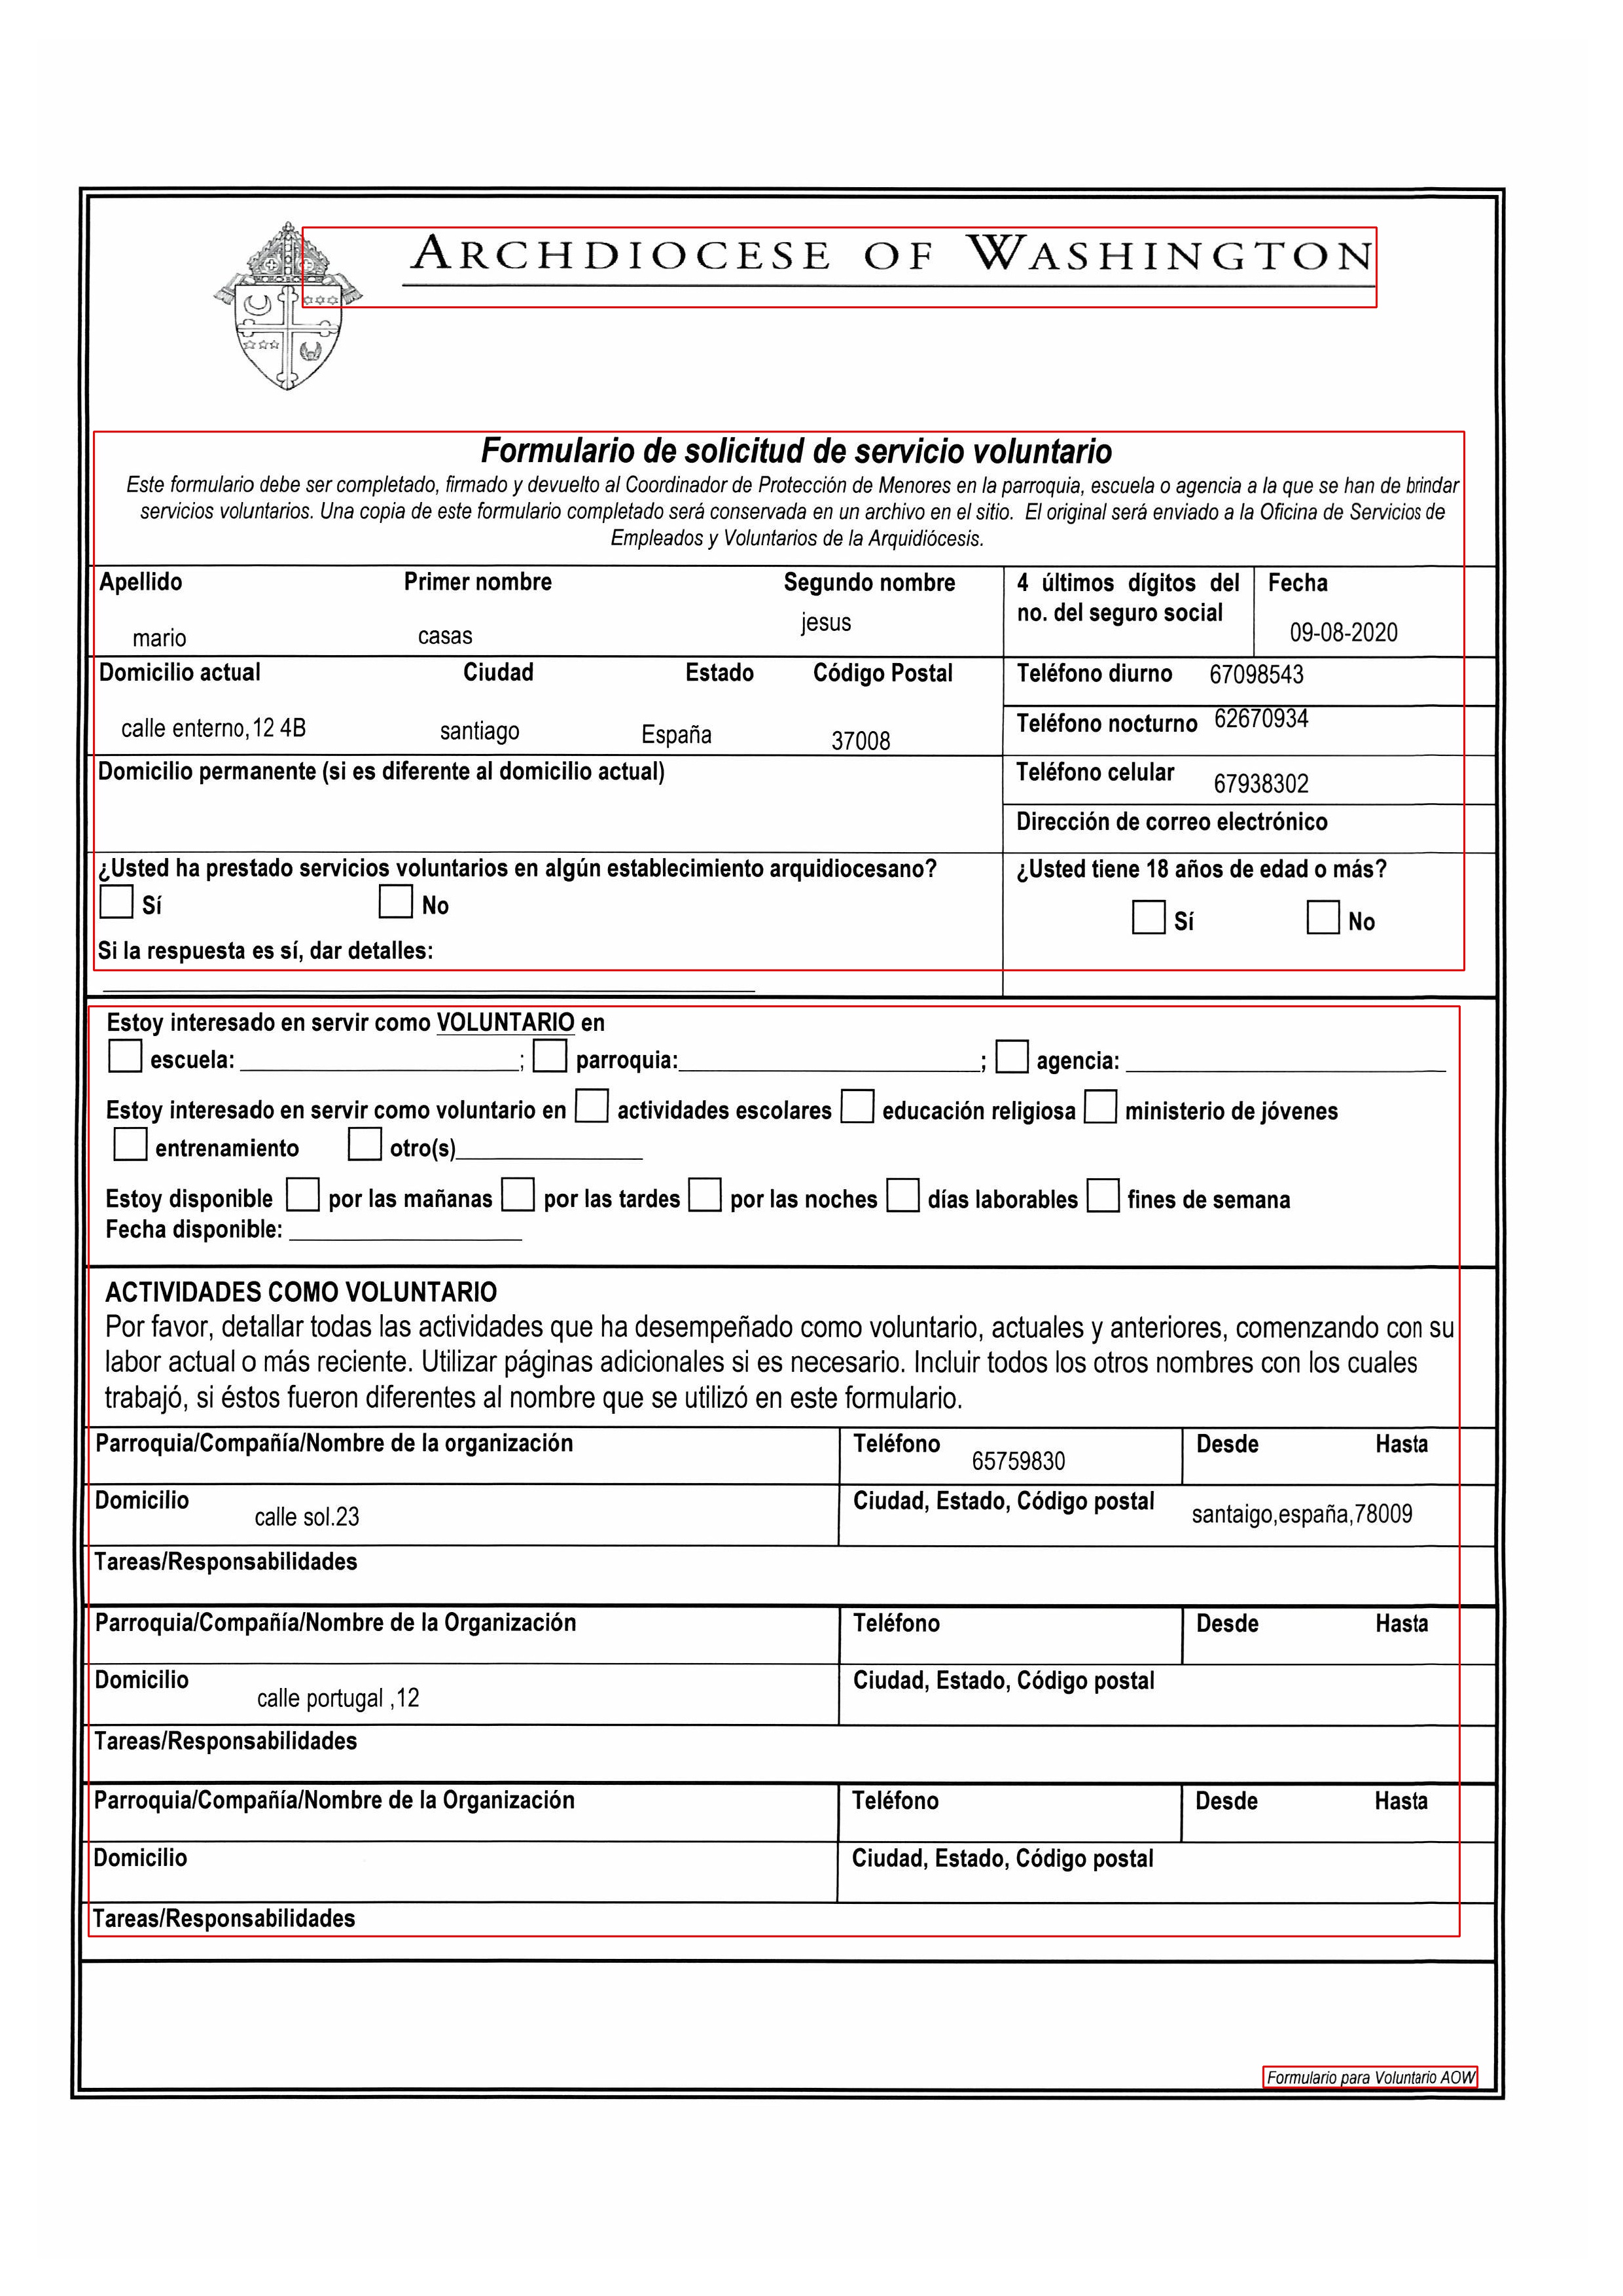 ARCHDIOCESE OF WASHINGTON
Formulario de solicitud de servicio voluntario
Este formulario debe ser completado, firmado y devuelto al Coordinador de Protección de Menores en la parroquia, escuela o agencia a la que se han de brindar
servicios voluntarios. Una copia de este formulario completado será conservada en un archivo en el sitio. El original será enviado a la Oficina de Servicios de
Empleados y Voluntarios de la Arquidiócesis.
Apellido Primer nombre Segundo nombre 4 últimos dígitos del Fecha
no. del seguro social
mario casas jesus 09-08-2020
Domicilio actual Ciudad Estado Código Postal Teléfono diurno 67098543
calle enterno,12 4B santiago España 37008 Teléfono nocturno 62670934
Domicilio permanente (si es diferente al domicilio actual) Teléfono celular 67938302
Dirección de correo electrónico
¿Usted ha prestado servicios voluntarios en algún establecimiento arquidiocesano? ¿Usted tiene 18 años de edad o más?
Sí No Sí No
Si la respuesta es sí, dar detalles:
Estoy interesado en servir como VOLUNTARIO en
escuela: ; parroquia: ; agencia:
Estoy interesado en servir como voluntario en actividades escolares educación religiosa ministerio de jóvenes
entrenamiento otro(s)
Estoy disponible por las mañanas por las tardes por las noches días laborables fines de semana
Fecha disponible:
ACTIVIDADES COMO VOLUNTARIO
Por favor, detallar todas las actividades que ha desempeñado como voluntario, actuales y anteriores, comenzando con su
labor actual o más reciente. Utilizar páginas adicionales si es necesario. Incluir todos los otros nombres con los cuales
trabajó, si éstos fueron diferentes al nombre que se utilizó en este formulario.
Parroquia/Compañía/Nombre de la organización Teléfono 65759830 Desde Hasta
Domicilio calle sol.23 Ciudad, Estado, Código postal santaigo,españa,78009
Tareas/Responsabilidades
Parroquia/Compañía/Nombre de la Organización Teléfono Desde Hasta
Domicilio calle portugal ,12 Ciudad, Estado, Código postal
Tareas/Responsabilidades
Parroquia/Compañía/Nombre de la Organización Teléfono Desde Hasta
Domicilio Ciudad, Estado, Código postal
Tareas/Responsabilidades
Formulario para Voluntario AOW